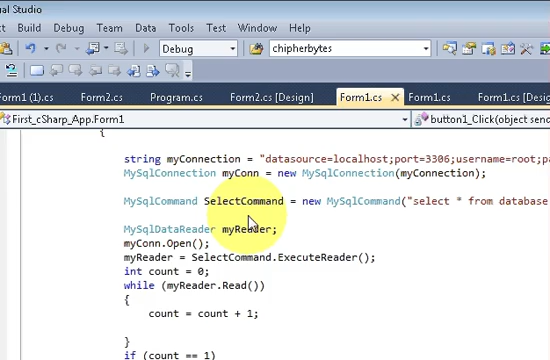 ual Studio
ct Build Debug Team Data Tools Test Window Help
Debug chipherbytes
Form1 (1).cs Form2.cs Program.cs Form2.cs [Design] Form1.cs Form1.cs Form1.cs [Design]
First_cSharp_App.Form1 button1_Click(object send
{
string myConnection = "datasource=localhost;port=3306;username=root;pa
MySqlConnection myConn = new MySqlConnection(myConnection);
MySqlCommand SelectCommand = new MySqlCommand("select * from database
MySqlDataReader myReader;
myConn.Open();
myReader = SelectCommand.ExecuteReader();
int count = 0;
while (myReader.Read())
{
count = count + 1;
}
if (count == 1)